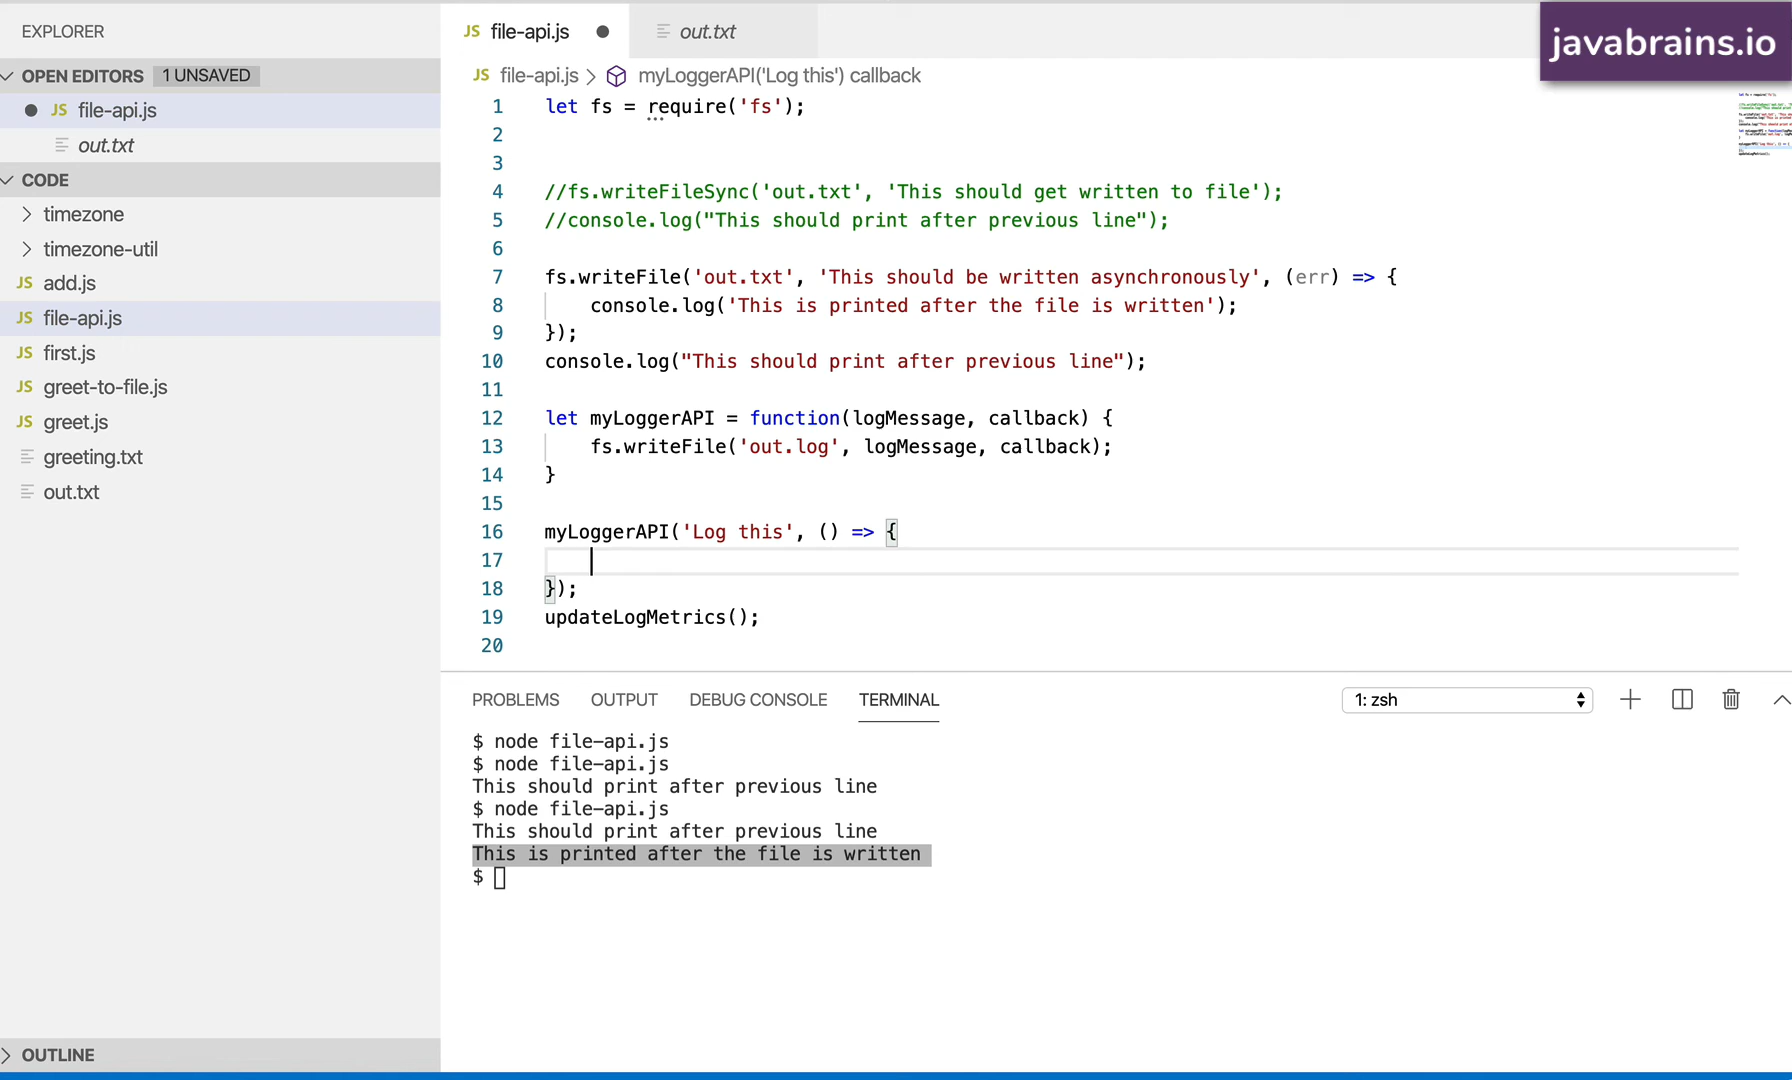 EXPLORER
OPEN EDITORS 1 UNSAVED
JS file-api.js
out.txt
CODE
timezone
timezone-util
JS add.js
JS file-api.js
JS first.js
JS greet-to-file.js
JS greet.js
greeting.txt
out.txt
OUTLINE
JS file-api.js
out.txt
javabrains.io
JS file-api.js myLoggerAPI('Log this') callback
1 let fs = require('fs');
2
3
4 //fs.writeFileSync('out.txt', 'This should get written to file');
5 //console.log("This should print after previous line");
6
7 fs.writeFile('out.txt', 'This should be written asynchronously', (err) => {
8 console.log('This is printed after the file is written');
9 });
10 console.log("This should print after previous line");
11
12 let myLoggerAPI = function(logMessage, callback) {
13 fs.writeFile('out.log', logMessage, callback);
14 }
15
16 myLoggerAPI('Log this', () => {
17
18 });
19 updateLogMetrics();
20
PROBLEMS OUTPUT DEBUG CONSOLE TERMINAL 1: zsh
$ node file-api.js
$ node file-api.js
This should print after previous line
$ node file-api.js
This should print after previous line
This is printed after the file is written
$